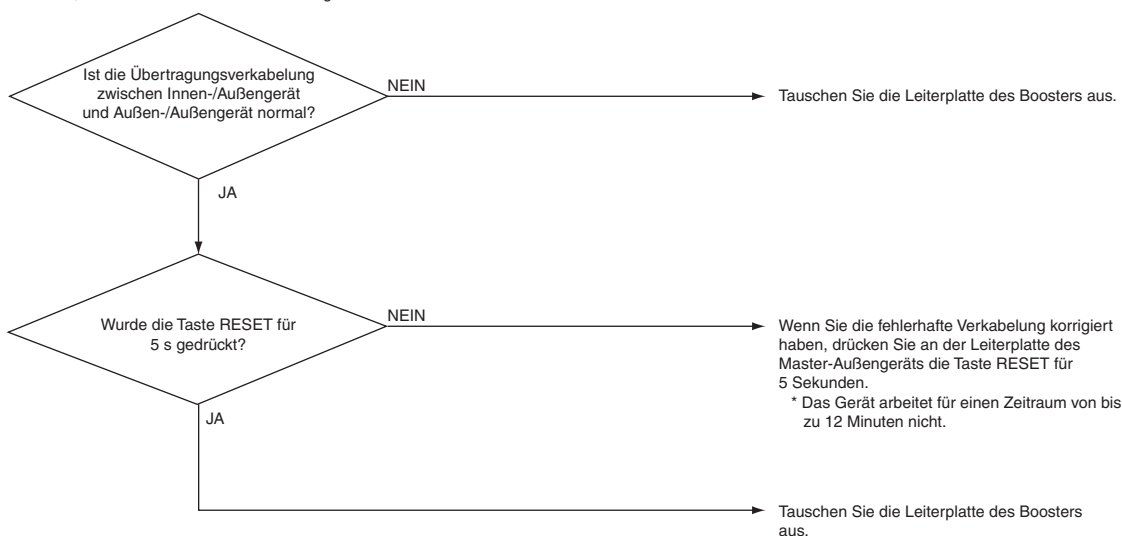 Ist die Übertragungsverkabelung
zwischen Innen-/Außengerät
und Außen-/Außengerät normal?
NEIN
Tauschen Sie die Leiterplatte des Boosters aus.
JA
Wurde die Taste RESET für
5 s gedrückt?
NEIN
Wenn Sie die fehlerhafte Verkabelung korrigiert
haben, drücken Sie an der Leiterplatte des
Master-Außengeräts die Taste RESET für
5 Sekunden.
* Das Gerät arbeitet für einen Zeitraum von bis
zu 12 Minuten nicht.
JA
Tauschen Sie die Leiterplatte des Boosters
aus.